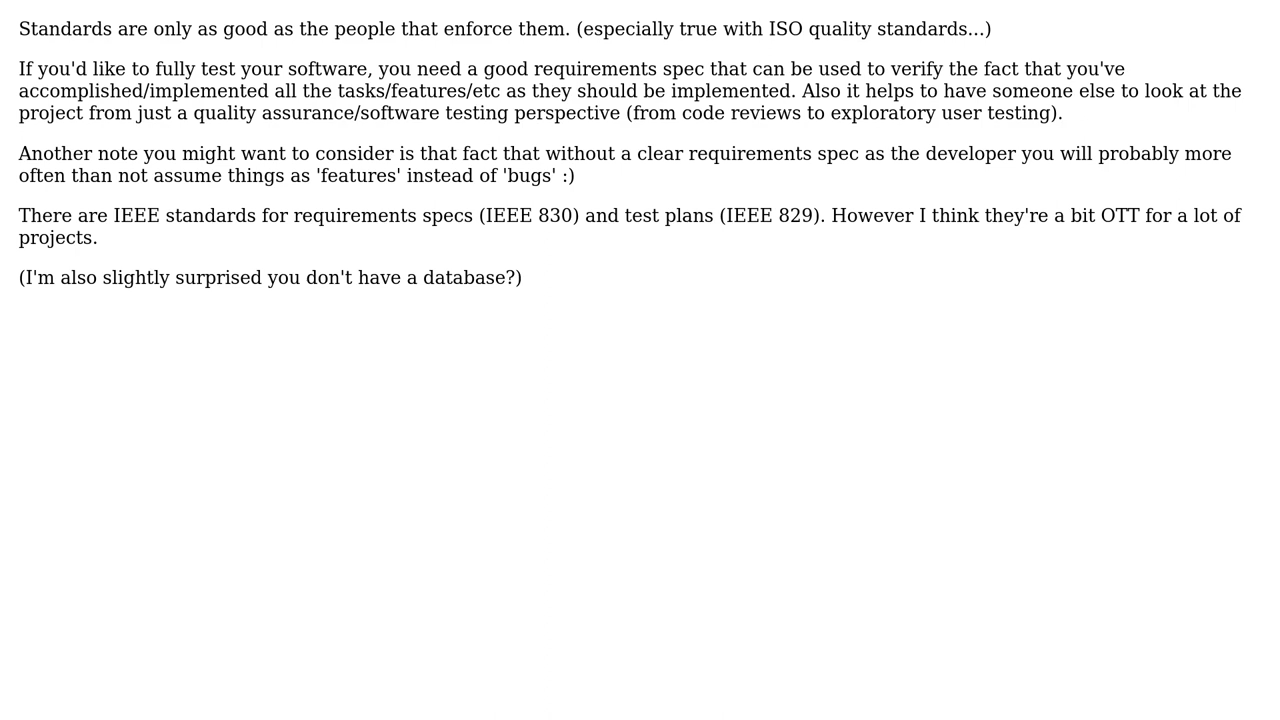 Standards are only as good as the people that enforce them. (especially true with ISO quality standards...)
If you'd like to fully test your software, you need a good requirements spec that can be used to verify the fact that you've
accomplished/implemented all the tasks/features/etc as they should be implemented. Also it helps to have someone else to look at the
project from just a quality assurance/software testing perspective (from code reviews to exploratory user testing).
Another note you might want to consider is that fact that without a clear requirements spec as the developer you will probably more
often than not assume things as 'features' instead of 'bugs' :)
There are IEEE standards for requirements specs (IEEE 830) and test plans (IEEE 829). However I think they're a bit OTT for a lot of
projects.
(I'm also slightly surprised you don't have a database?)